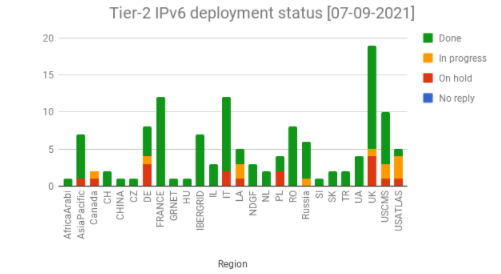 Tier-2 IPv6 deployment status [07-09-2021]
20
15
10
5
0
Done
In progress
On hold
No reply
AfricaArabi
AsiaPacific
Canada
CH
CHINA
CZ
DE
FRANCE
GRNET
HU
IBERGRID
IL
IT
LA
NDGF
NL
PL
RO
Russia
SI
SK
TR
UA
UK
USCMS
USATLAS
Region